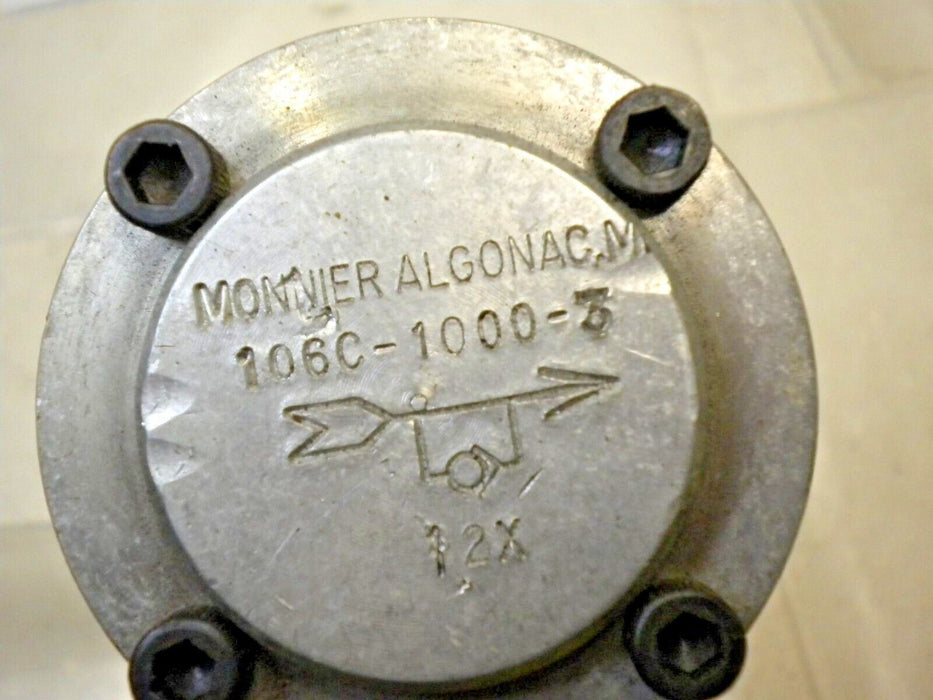 MONNIER ALGONAC, MI
106C-1000-3
12X